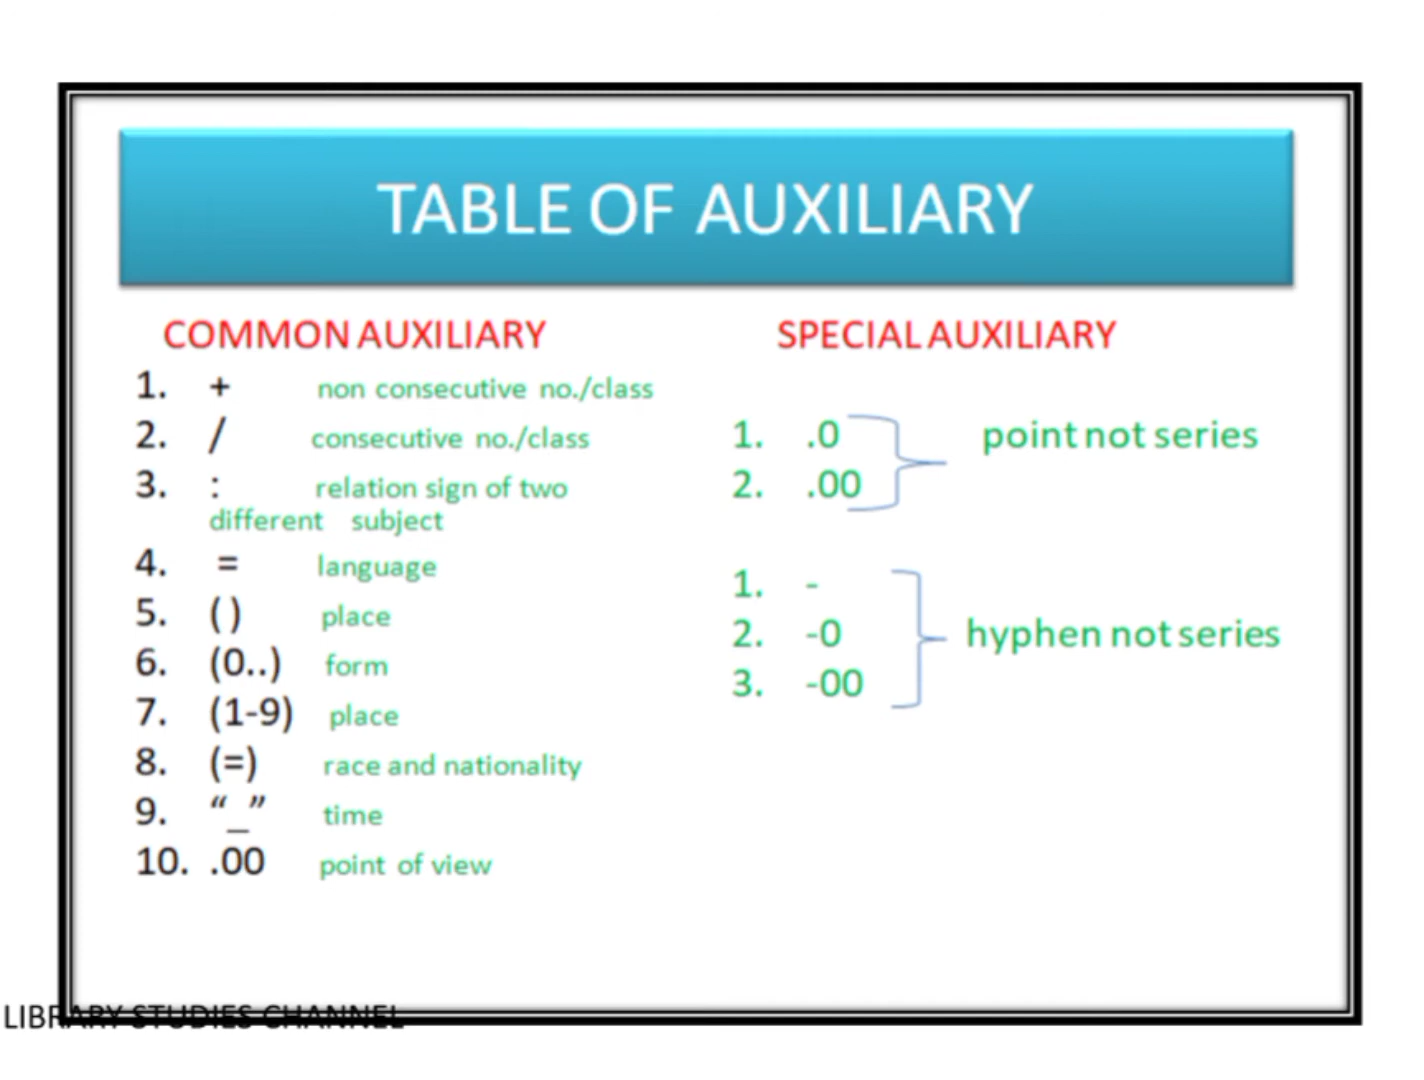 TABLE OF AUXILIARY
COMMON AUXILIARY
1. + non consecutive no./class
2. / consecutive no./class
3. : relation sign of two
different subject
4. = language
5. ( ) place
6. (0..) form
7. (1-9) place
8. (=) race and nationality
9. “_” time
10. .00 point of view
SPECIAL AUXILIARY
1. .0
2. .00
point not series
1. -
2. -0
3. -00
hyphen not series
LIBRARY STUDIES CHANNEL